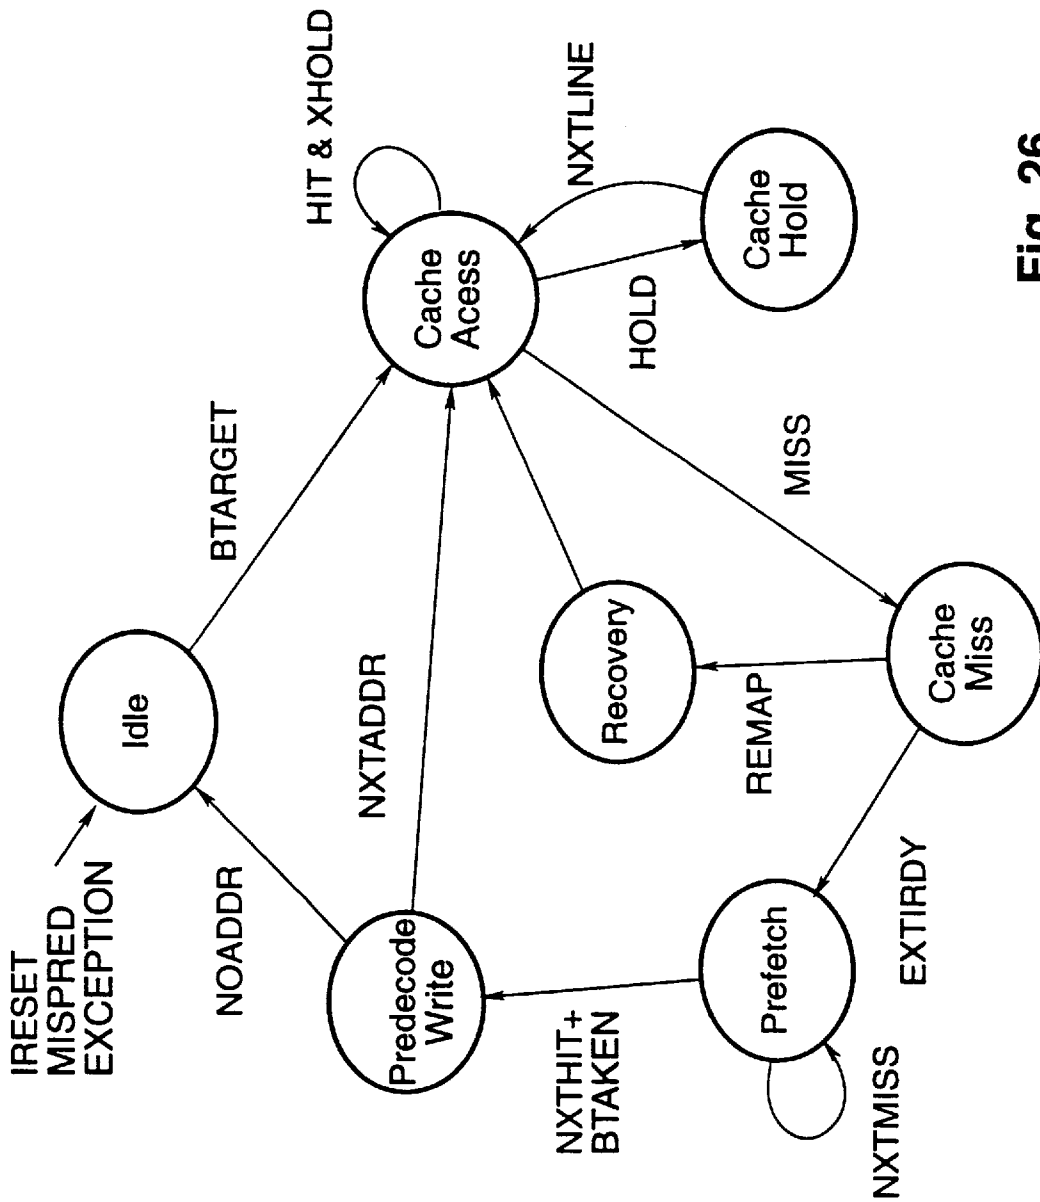 IRESET
MISPRED
EXCEPTION
Idle
NOADDR
BTARGET
HIT & XHOLD
Predecode
Write
NXTADDR
Cache
Acess
NXTLINE
NXTHIT+
BTAKEN
Recovery
HOLD
Prefetch
REMAP
MISS
Cache
Hold
NXTMISS
EXTIRDY
Cache
Miss
Fig. 26